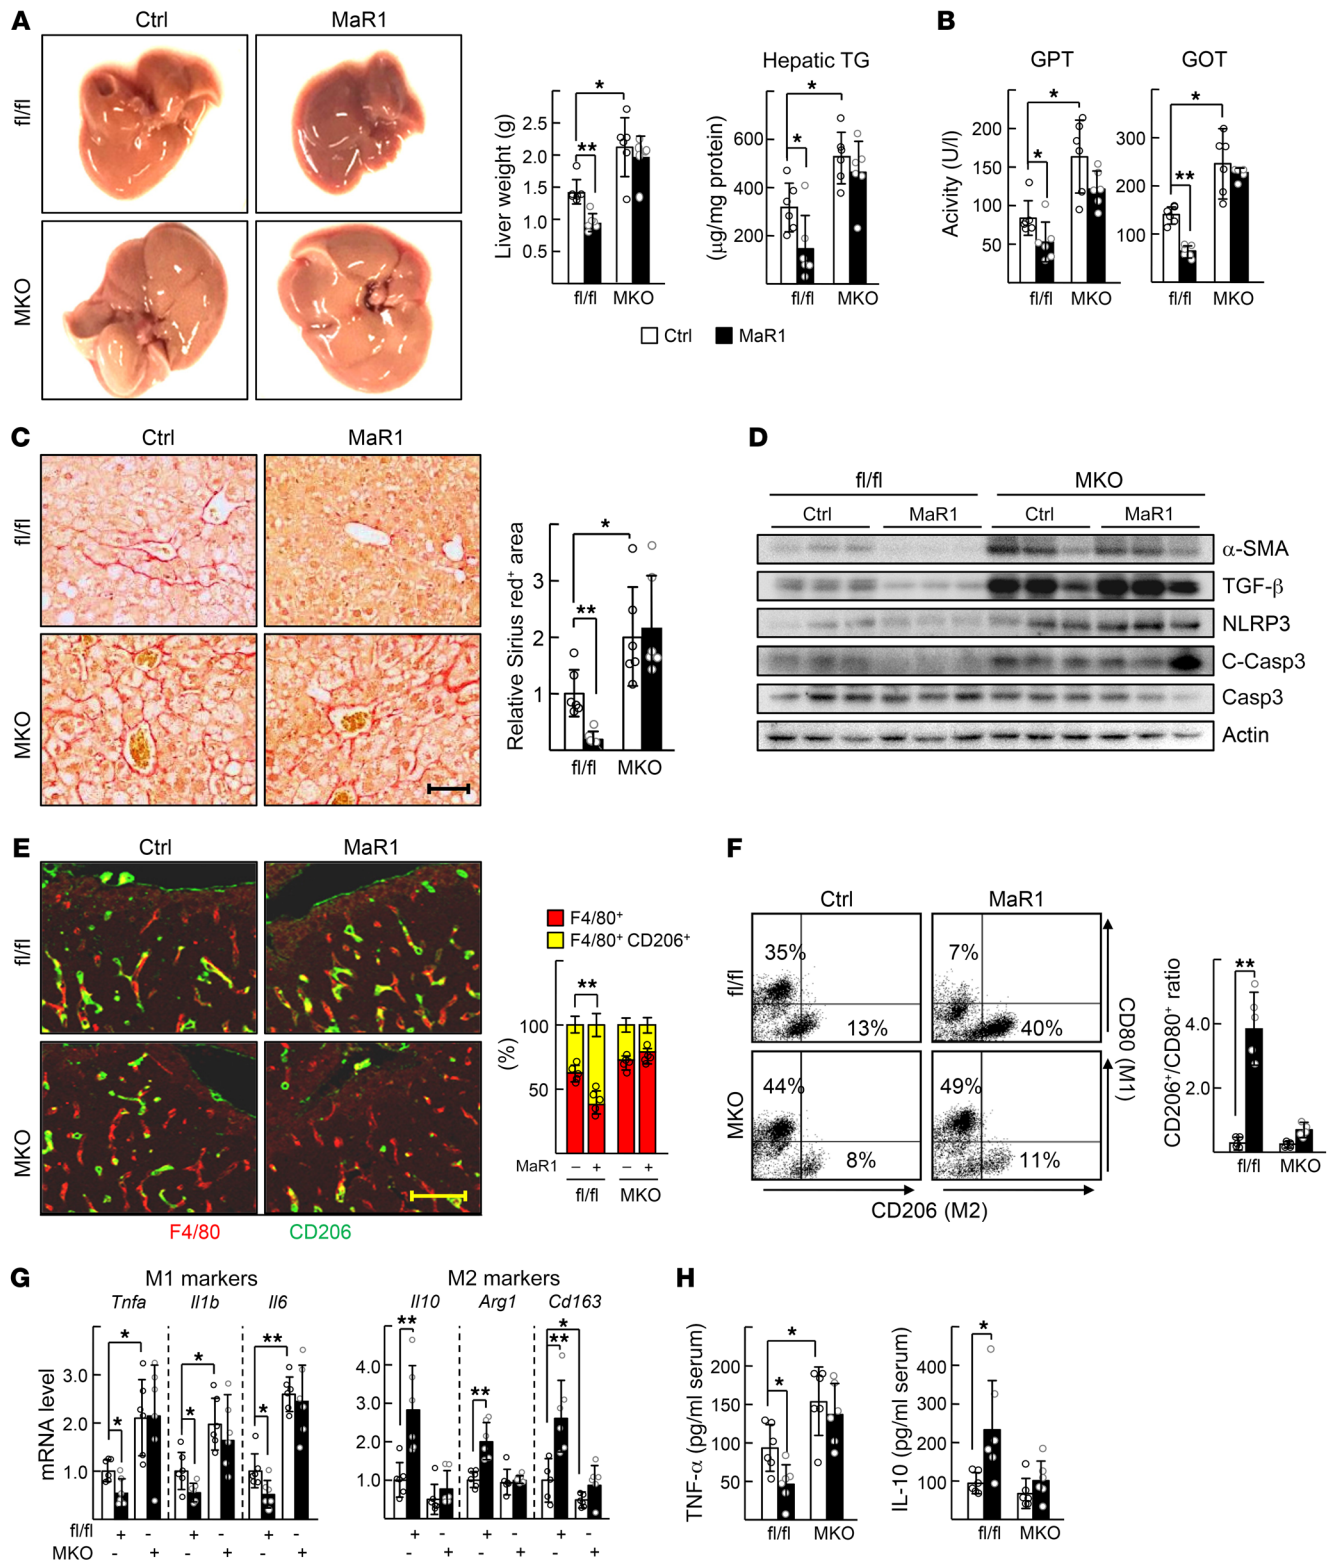 A
Ctrl
MaR1
fl/fl
MKO
Liver weight (g)
2.5
2.0
1.5
1.0
0.5
*
**
fl/fl
MKO
Hepatic TG
(µg/mg protein)
600
400
200
*
*
fl/fl
MKO
Ctrl
MaR1
B
GPT
GOT
Acivity (U/l)
200
150
100
50
*
*
fl/fl
MKO
300
200
100
*
**
fl/fl
MKO
C
Ctrl
MaR1
fl/fl
MKO
Relative Sirius red+ area
3
2
1
*
**
fl/fl
MKO
D
fl/fl
MKO
Ctrl
MaR1
Ctrl
MaR1
α-SMA
TGF-β
NLRP3
C-Casp3
Casp3
Actin
E
Ctrl
MaR1
fl/fl
MKO
F4/80
CD206
F4/80+
F4/80+ CD206+
(%)
100
50
**
MaR1
– + – +
fl/fl
MKO
F
Ctrl
MaR1
fl/fl
MKO
35%
13%
7%
40%
44%
8%
49%
11%
CD80 (M1)
CD206 (M2)
CD206+/CD80+ ratio
4.0
2.0
**
fl/fl
MKO
G
M1 markers
Tnfa
Il1b
Il6
mRNA level
3.0
2.0
1.0
*
*
*
*
**
*
fl/fl + - + - + -
MKO - + - + - +
M2 markers
Il10
Arg1
Cd163
4.0
3.0
2.0
1.0
**
**
*
**
+ - + - + -
- + - + - +
H
TNF-α (pg/ml serum)
200
150
100
50
*
*
fl/fl
MKO
IL-10 (pg/ml serum)
400
300
200
100
*
fl/fl
MKO